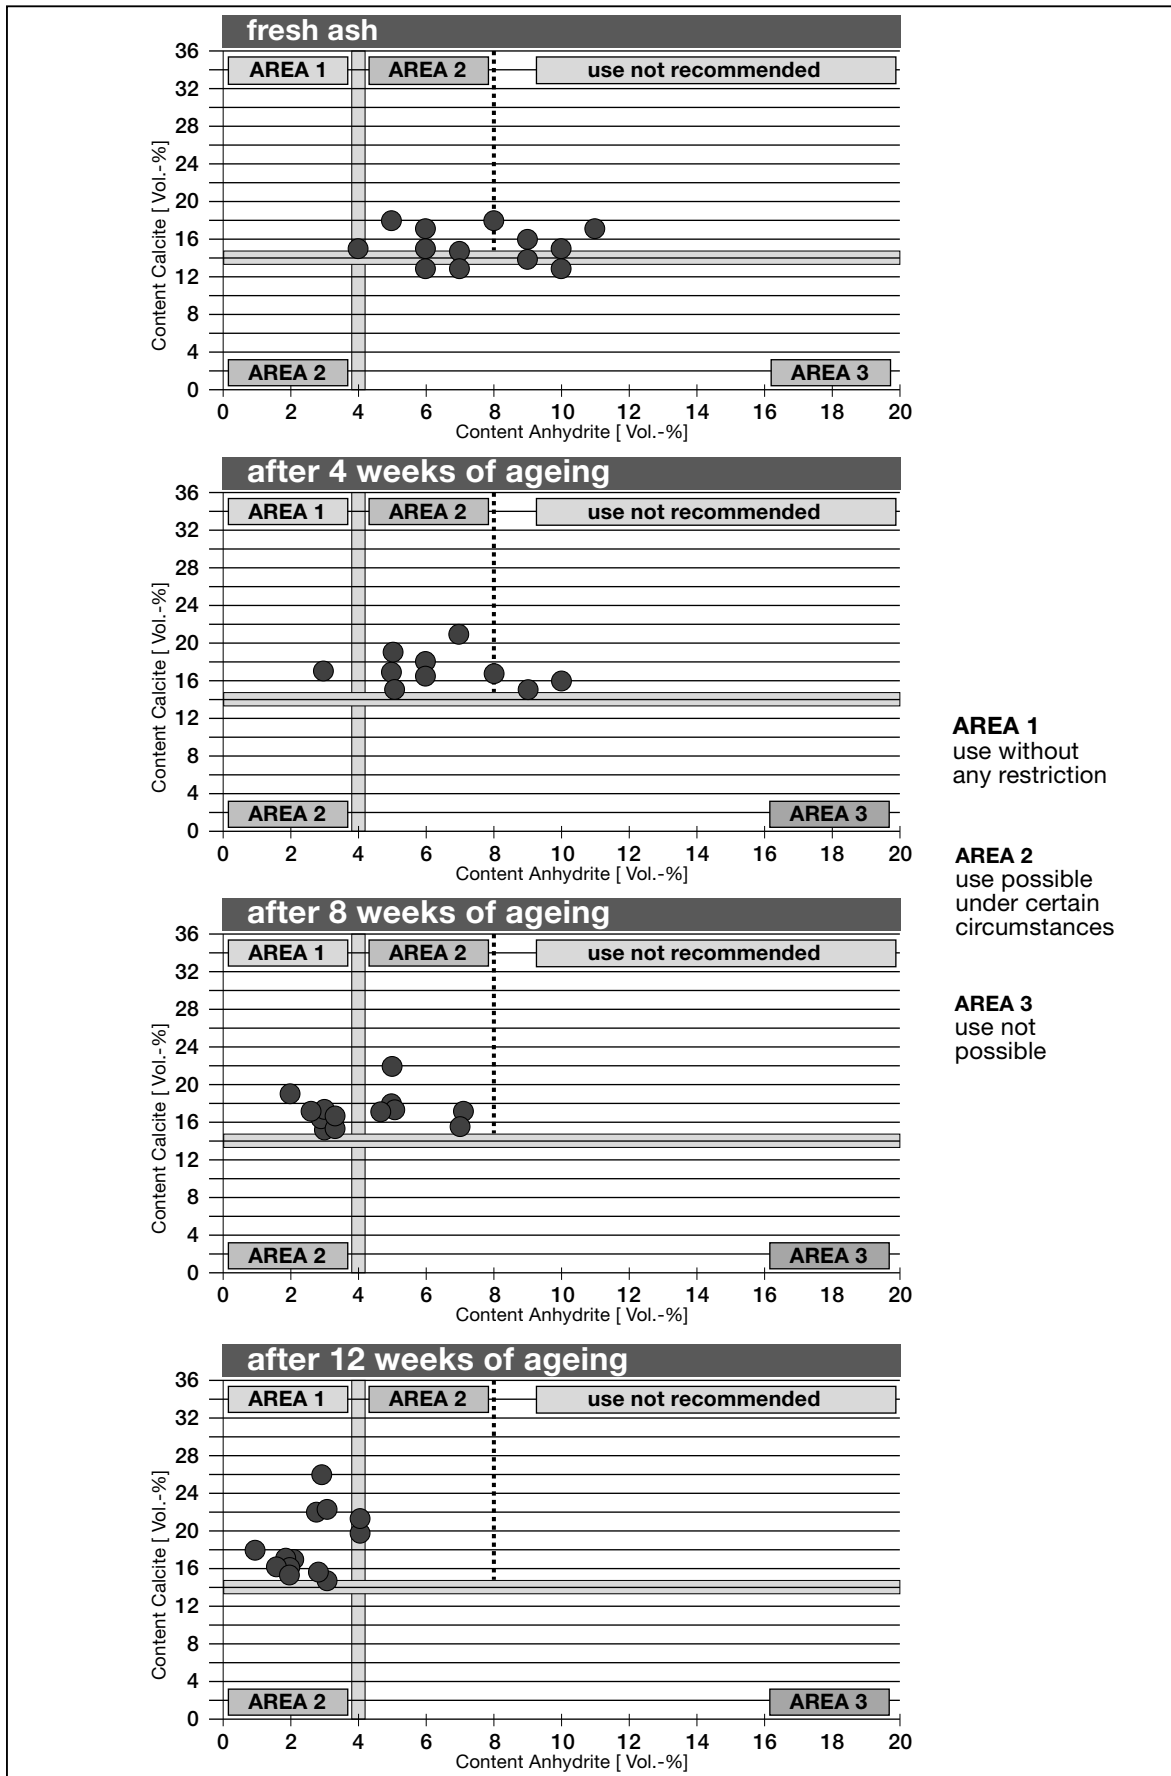 fresh ash
36
32
28
24
20
16
12
8
4
0
Content Calcite [ Vol.-%]
AREA 1
AREA 2
use not recommended
AREA 2
AREA 3
0 2 4 6 8 10 12 14 16 18 20
Content Anhydrite [ Vol.-%]
after 4 weeks of ageing
36
32
28
24
20
16
12
8
4
0
Content Calcite [ Vol.-%]
AREA 1
AREA 2
use not recommended
AREA 2
AREA 3
0 2 4 6 8 10 12 14 16 18 20
Content Anhydrite [ Vol.-%]
after 8 weeks of ageing
36
32
28
24
20
16
12
8
4
0
Content Calcite [ Vol.-%]
AREA 1
AREA 2
use not recommended
AREA 2
AREA 3
0 2 4 6 8 10 12 14 16 18 20
Content Anhydrite [ Vol.-%]
after 12 weeks of ageing
36
32
28
24
20
16
12
8
4
0
Content Calcite [ Vol.-%]
AREA 1
AREA 2
use not recommended
AREA 2
AREA 3
0 2 4 6 8 10 12 14 16 18 20
Content Anhydrite [ Vol.-%]
AREA 1
use without
any restriction
AREA 2
use possible
under certain
circumstances
AREA 3
use not
possible